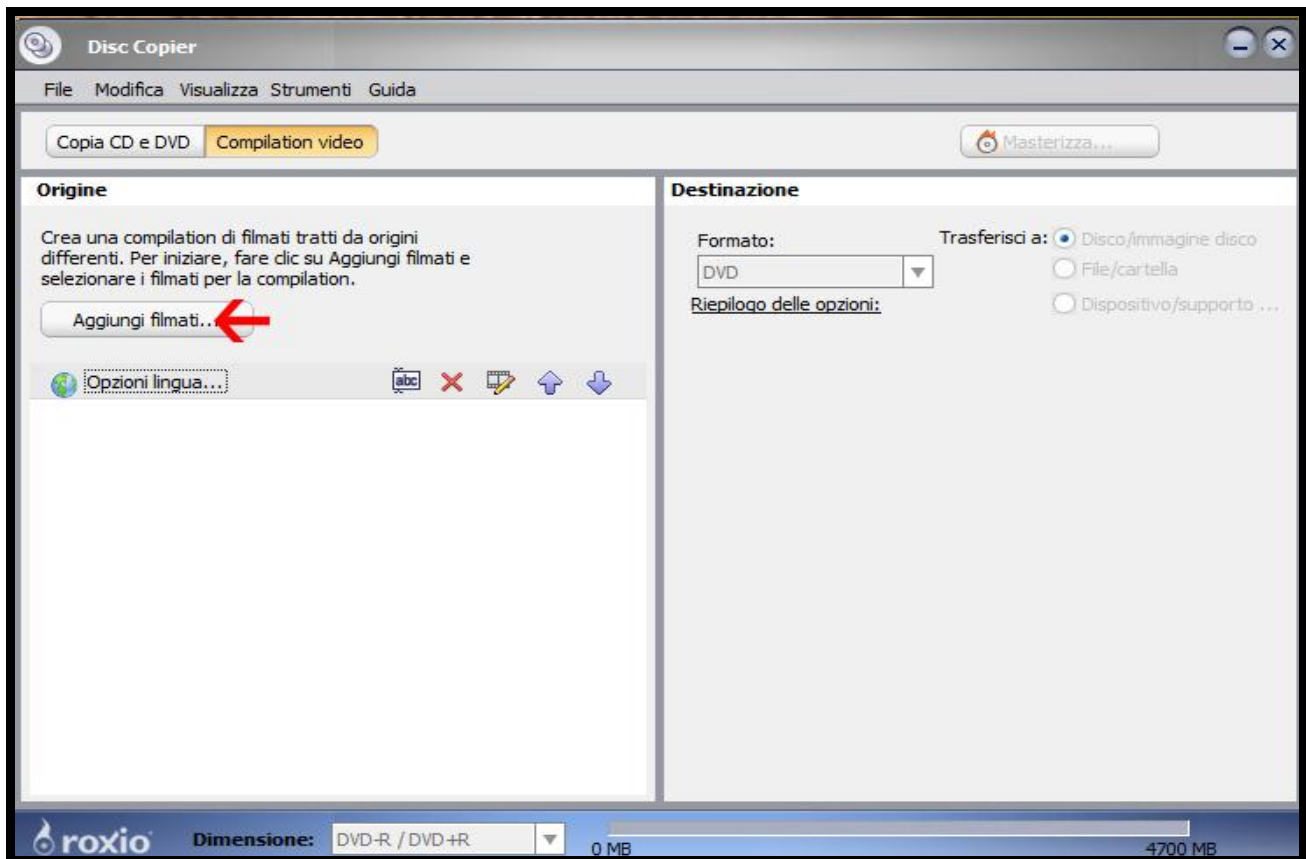 Disc Copier
File Modifica Visualizza Strumenti Guida
Copia CD e DVD Compilation video Masterizza...
Origine
Crea una compilation di filmati tratti da origini
differenti. Per iniziare, fare clic su Aggiungi filmati e
selezionare i filmati per la compilation.
Aggiungi filmati...
Opzioni lingua...
abc
Destinazione
Formato:
DVD
Riepilogo delle opzioni:
Trasferisci a: Disco/immagine disco
File/cartella
Dispositivo/supporto ...
roxio Dimensione: DVD-R / DVD+R 0 MB 4700 MB